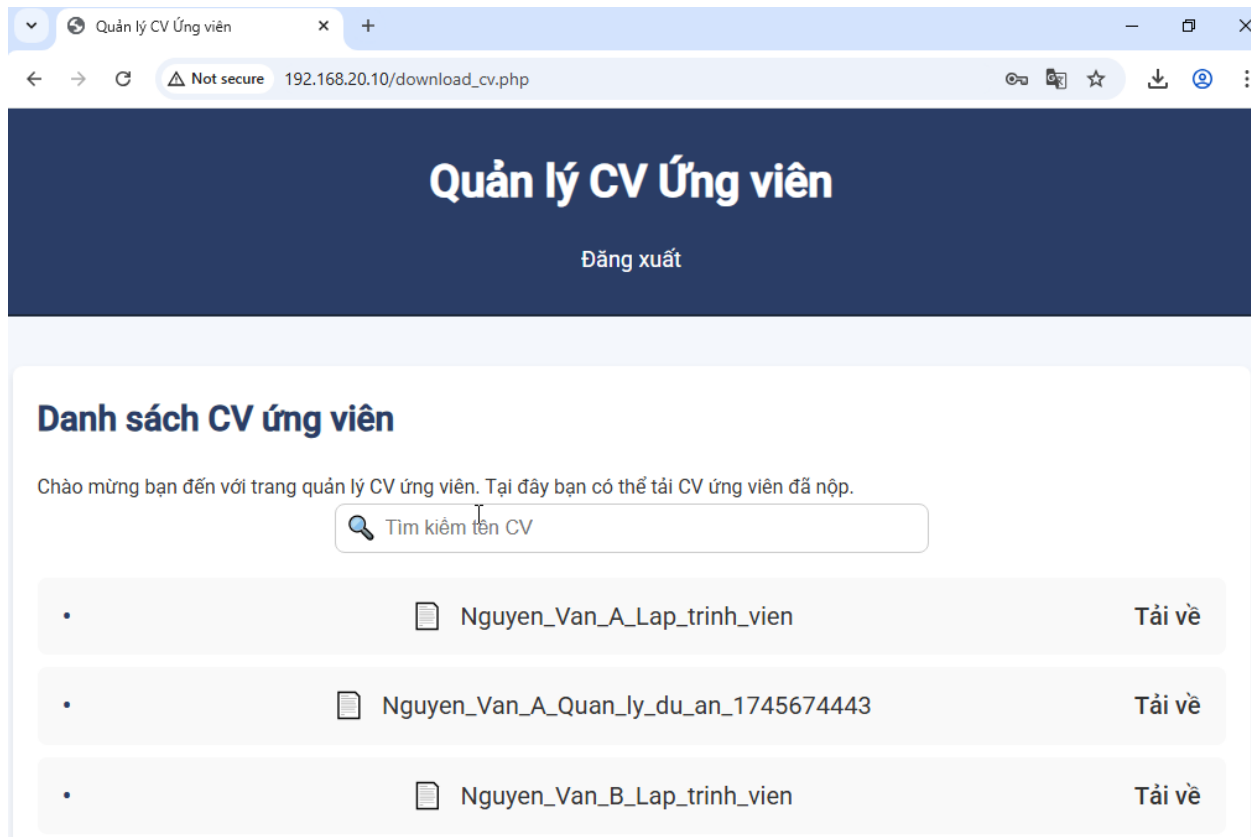 Quản lý CV Ứng viên
Not secure 192.168.20.10/download_cv.php
Quản lý CV Ứng viên
Đăng xuất
Danh sách CV ứng viên
Chào mừng bạn đến với trang quản lý CV ứng viên. Tại đây bạn có thể tải CV ứng viên đã nộp.
Tìm kiếm tên CV
Nguyen_Van_A_Lap_trinh_vien Tải về
Nguyen_Van_A_Quan_ly_du_an_1745674443 Tải về
Nguyen_Van_B_Lap_trinh_vien Tải về